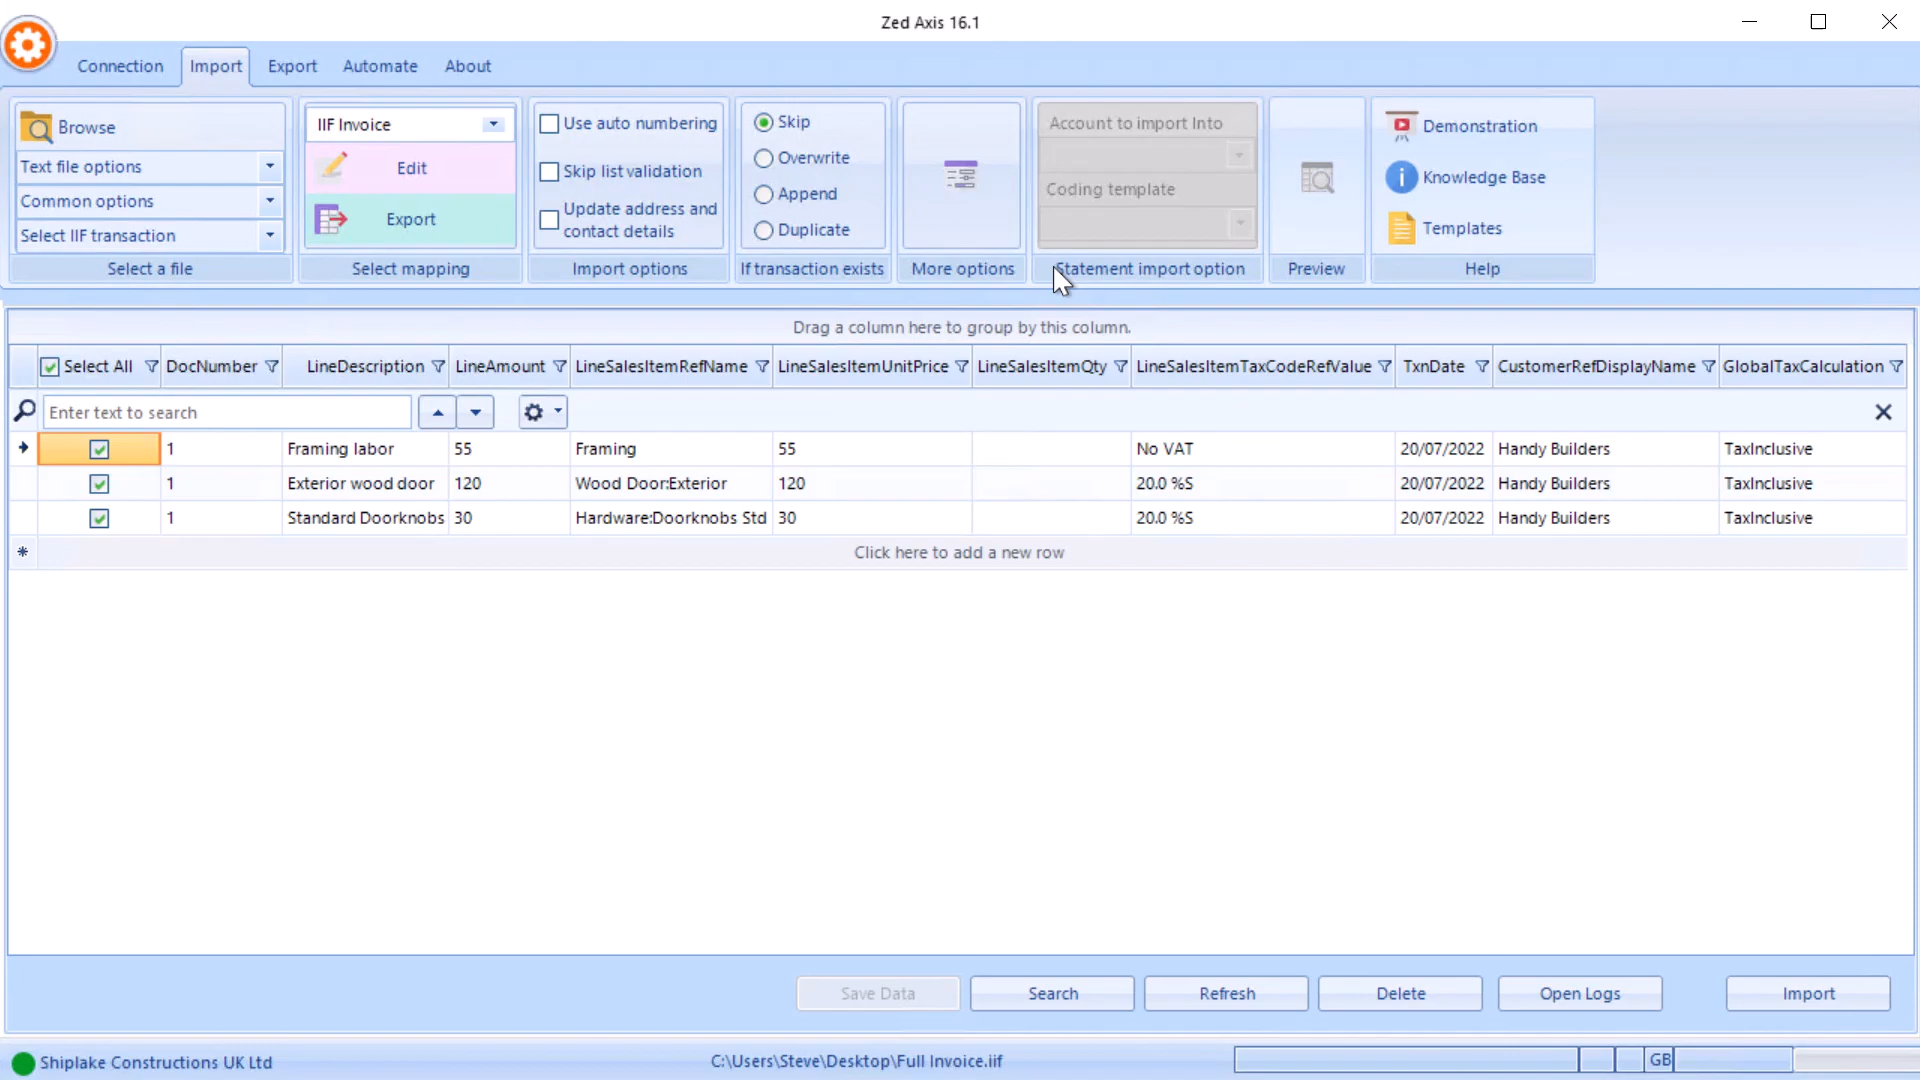 Zed Axis 16.1
Connection Import Export Automate About
Browse
Text file options
Common options
Select IIF transaction
Select a file
IIF Invoice
Edit
Export
Select mapping
Use auto numbering
Skip list validation
Update address and
contact details
Import options
Skip
Overwrite
Append
Duplicate
If transaction exists
More options
Account to import Into
Coding template
Statement import option
Preview
Demonstration
Knowledge Base
Templates
Help
Drag a column here to group by this column.
Select All DocNumber LineDescription LineAmount LineSalesItemRefName LineSalesItemUnitPrice LineSalesItemQty LineSalesItemTaxCodeRefValue TxnDate CustomerRefDisplayName GlobalTaxCalculation
Enter text to search
1 Framing labor 55 Framing 55 No VAT 20/07/2022 Handy Builders TaxInclusive
1 Exterior wood door 120 Wood Door:Exterior 120 20.0 %S 20/07/2022 Handy Builders TaxInclusive
1 Standard Doorknobs 30 Hardware:Doorknobs Std 30 20.0 %S 20/07/2022 Handy Builders TaxInclusive
Click here to add a new row
Save Data Search Refresh Delete Open Logs Import
Shiplake Constructions UK Ltd C:\Users\Steve\Desktop\Full Invoice.iif GB